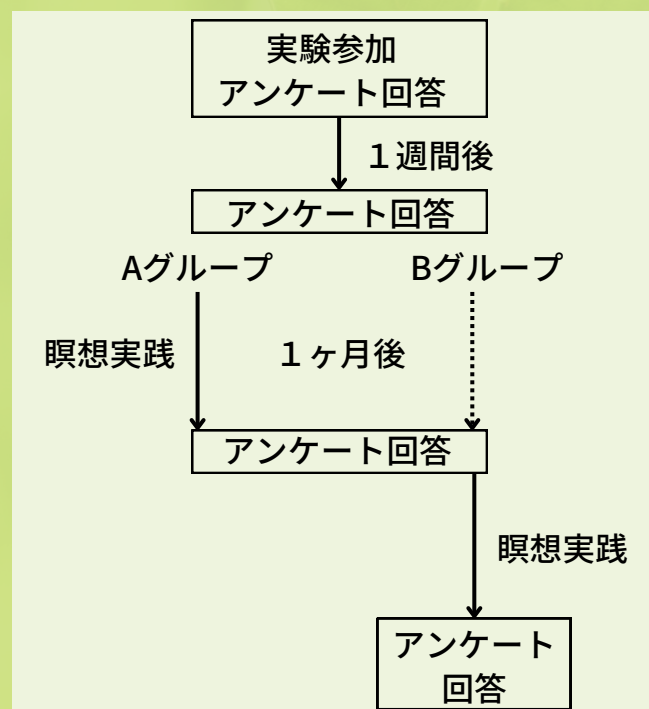 実験参加
アンケート回答
１週間後
アンケート回答
Aグループ
Bグループ
瞑想実践
１ヶ月後
アンケート回答
瞑想実践
アンケート
回答